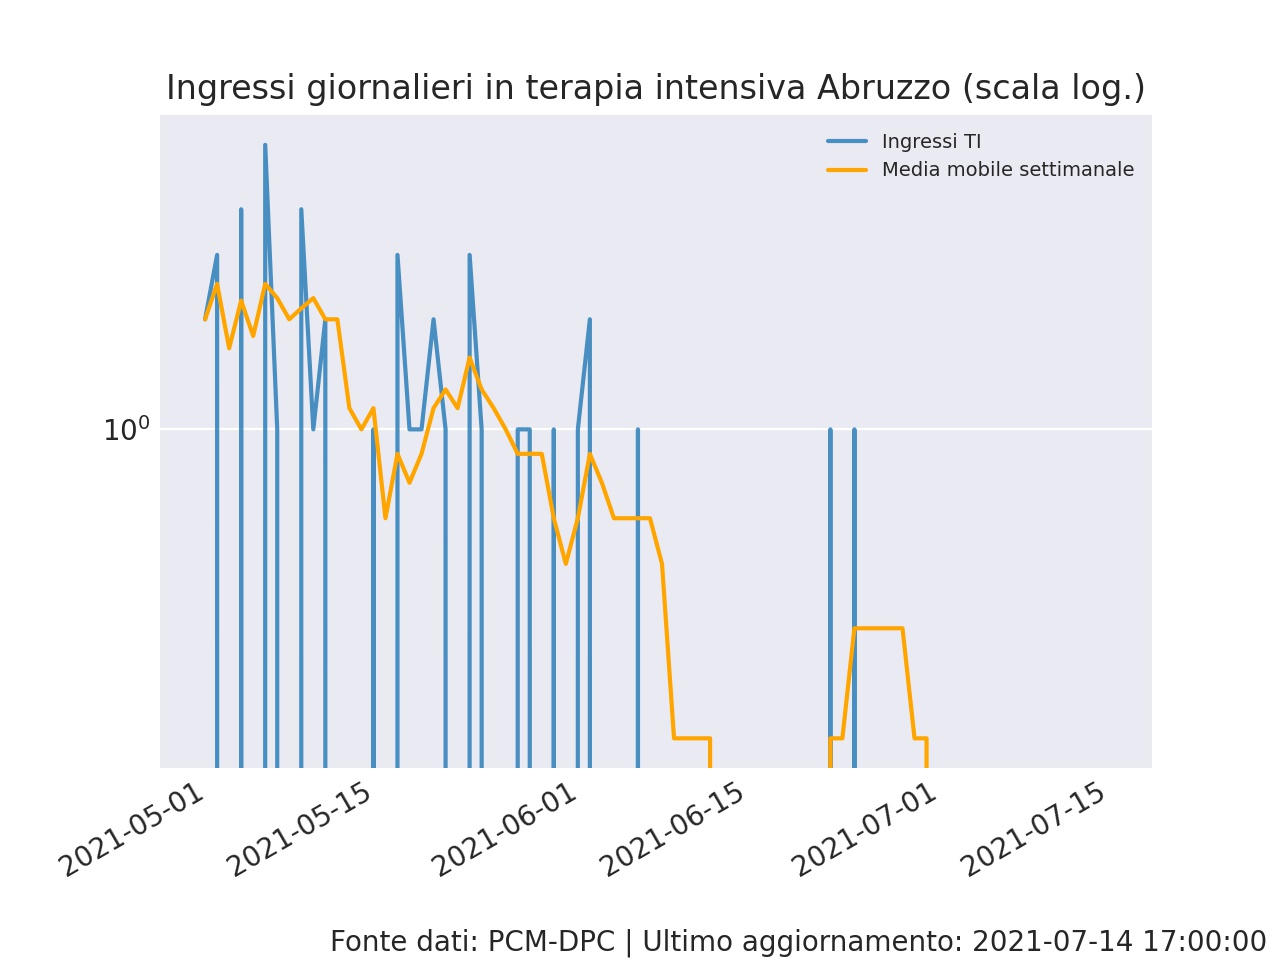 Ingressi giornalieri in terapia intensiva Abruzzo (scala log.)
Ingressi TI
Media mobile settimanale
10⁰
2021-05-01
2021-05-15
2021-06-01
2021-06-15
2021-07-01
2021-07-15
Fonte dati: PCM-DPC | Ultimo aggiornamento: 2021-07-14 17:00:00